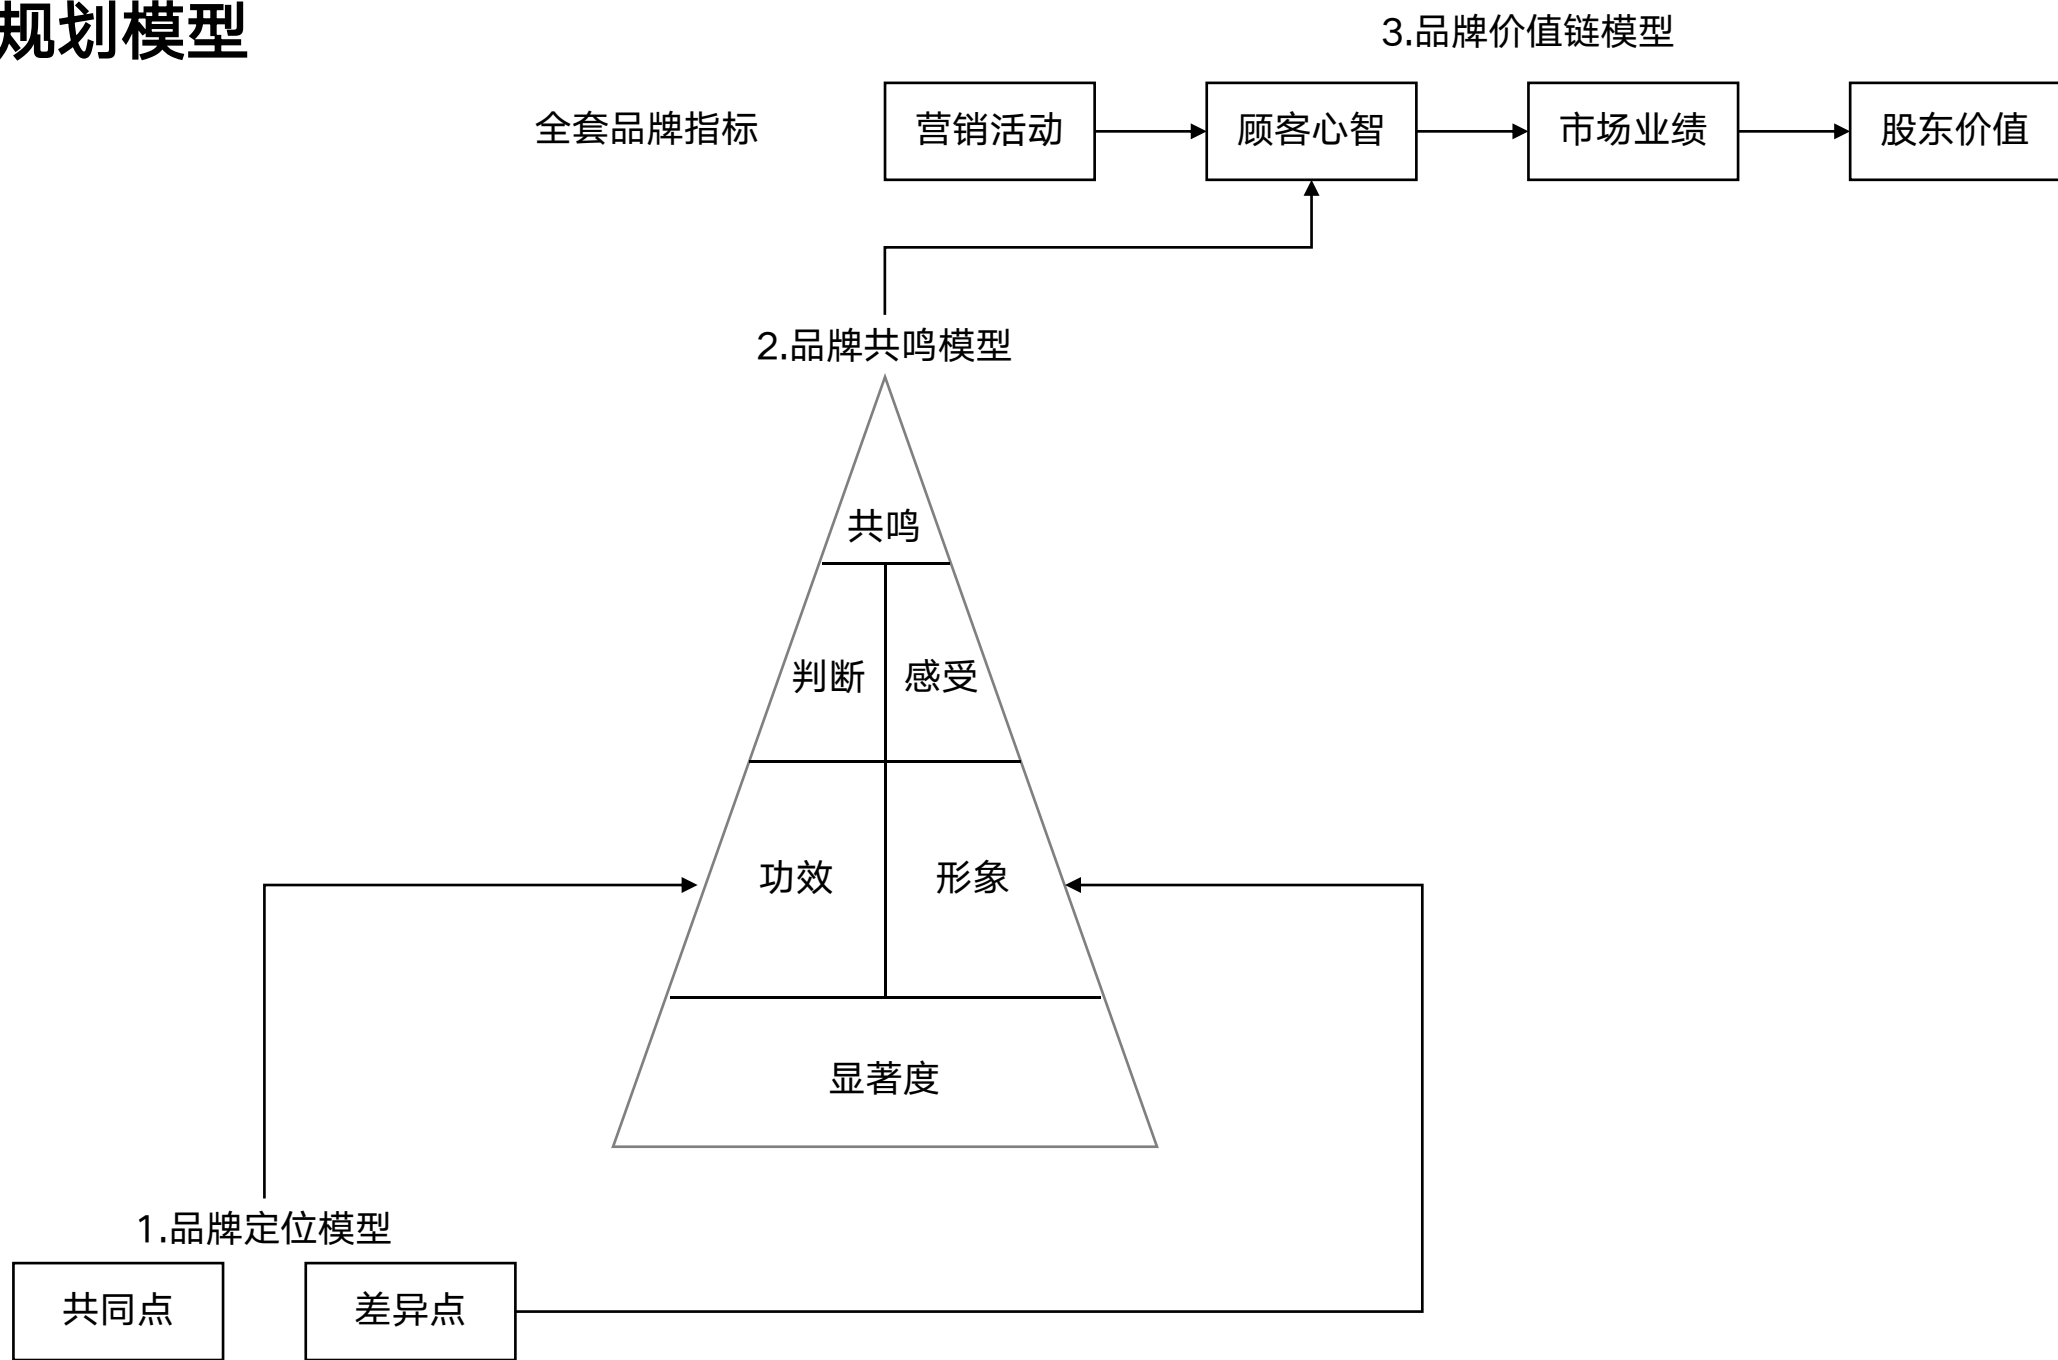 规划模型
3.品牌价值链模型
全套品牌指标
营销活动
顾客心智
市场业绩
股东价值
2.品牌共鸣模型
共鸣
判断
感受
功效
形象
显著度
1.品牌定位模型
共同点
差异点